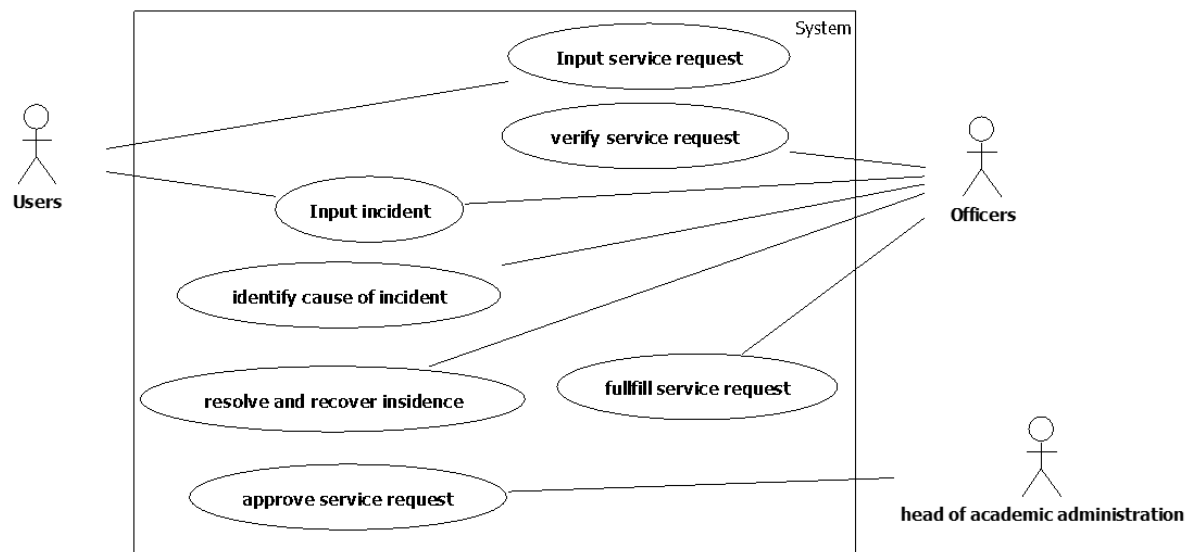 System
Input service request
verify service request
Users
Input incident
Officers
identify cause of incident
resolve and recover insidence
fullfill service request
approve service request
head of academic administration